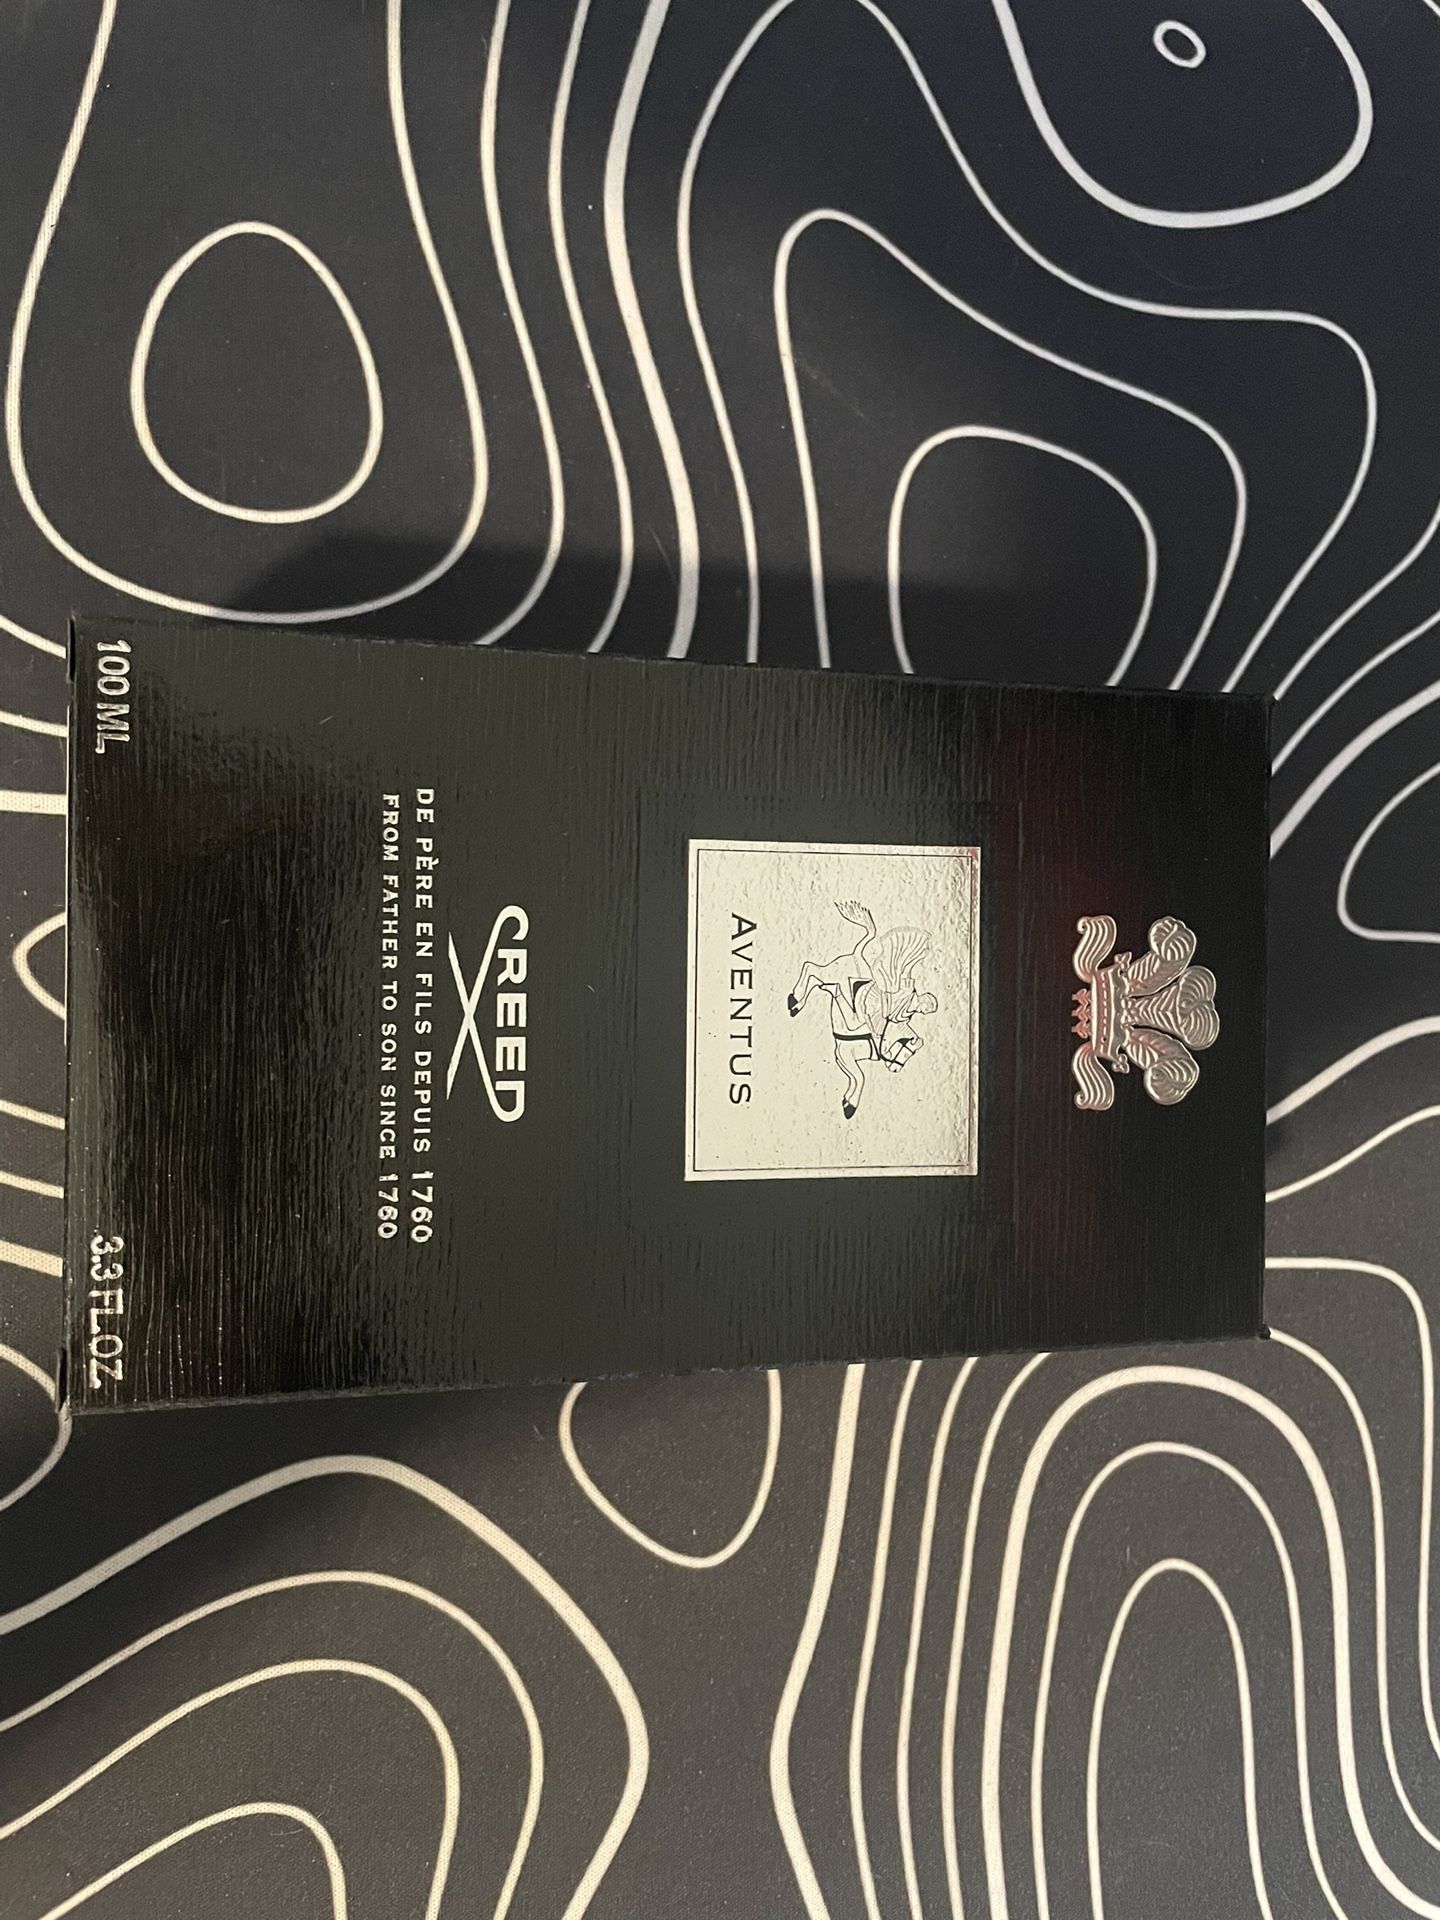 AVENTUS
CREED
DE PÈRE EN FILS DEPUIS 1760
FROM FATHER TO SON SINCE 1760
100 ML 3.3 FL.OZ.